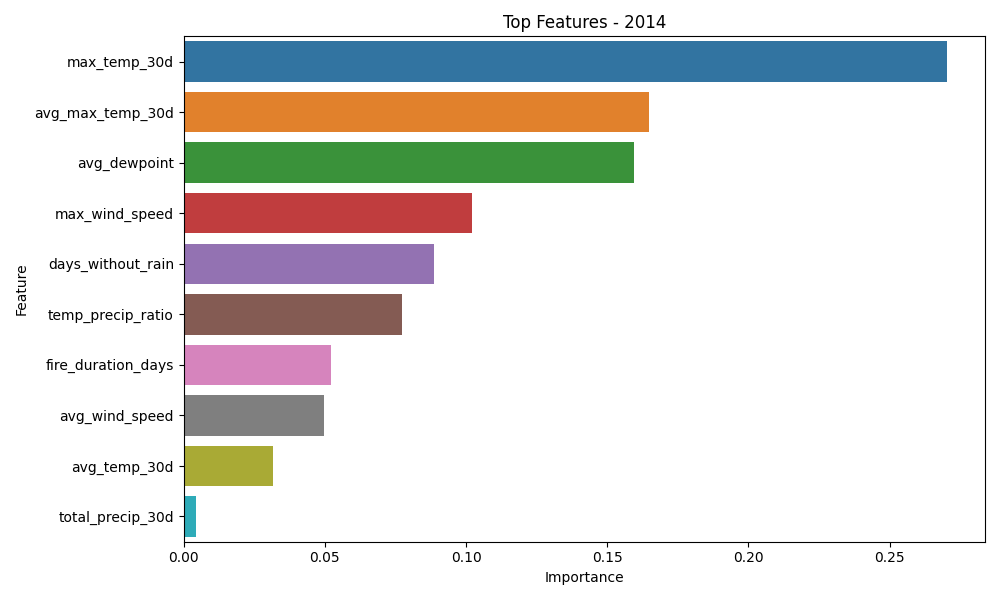 Top Features - 2014
Feature
max_temp_30d
avg_max_temp_30d
avg_dewpoint
max_wind_speed
days_without_rain
temp_precip_ratio
fire_duration_days
avg_wind_speed
avg_temp_30d
total_precip_30d
0.00 0.05 0.10 0.15 0.20 0.25
Importance